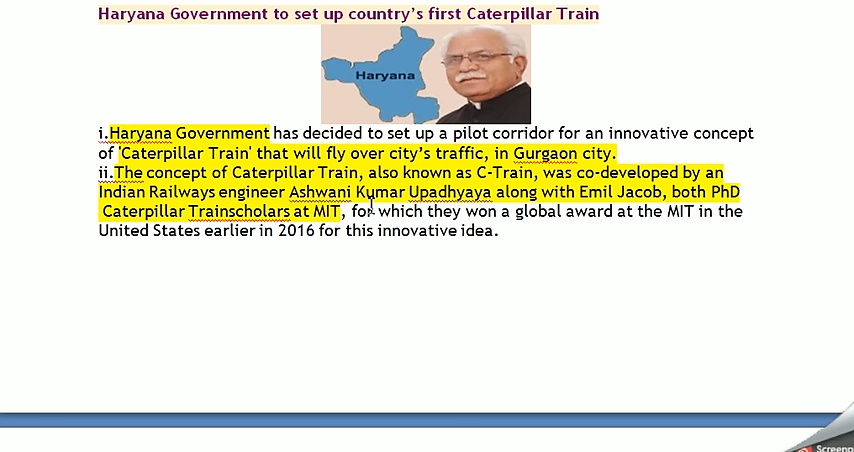 Haryana Government to set up country's first Caterpillar Train
Haryana
i.Haryana Government has decided to set up a pilot corridor for an innovative concept
of 'Caterpillar Train' that will fly over city's traffic, in Gurgaon city.
ii.The concept of Caterpillar Train, also known as C-Train, was co-developed by an
Indian Railways engineer Ashwani Kumar Upadhyaya along with Emil Jacob, both PhD
Caterpillar Trainscholars at MIT, for which they won a global award at the MIT in the
United States earlier in 2016 for this innovative idea.